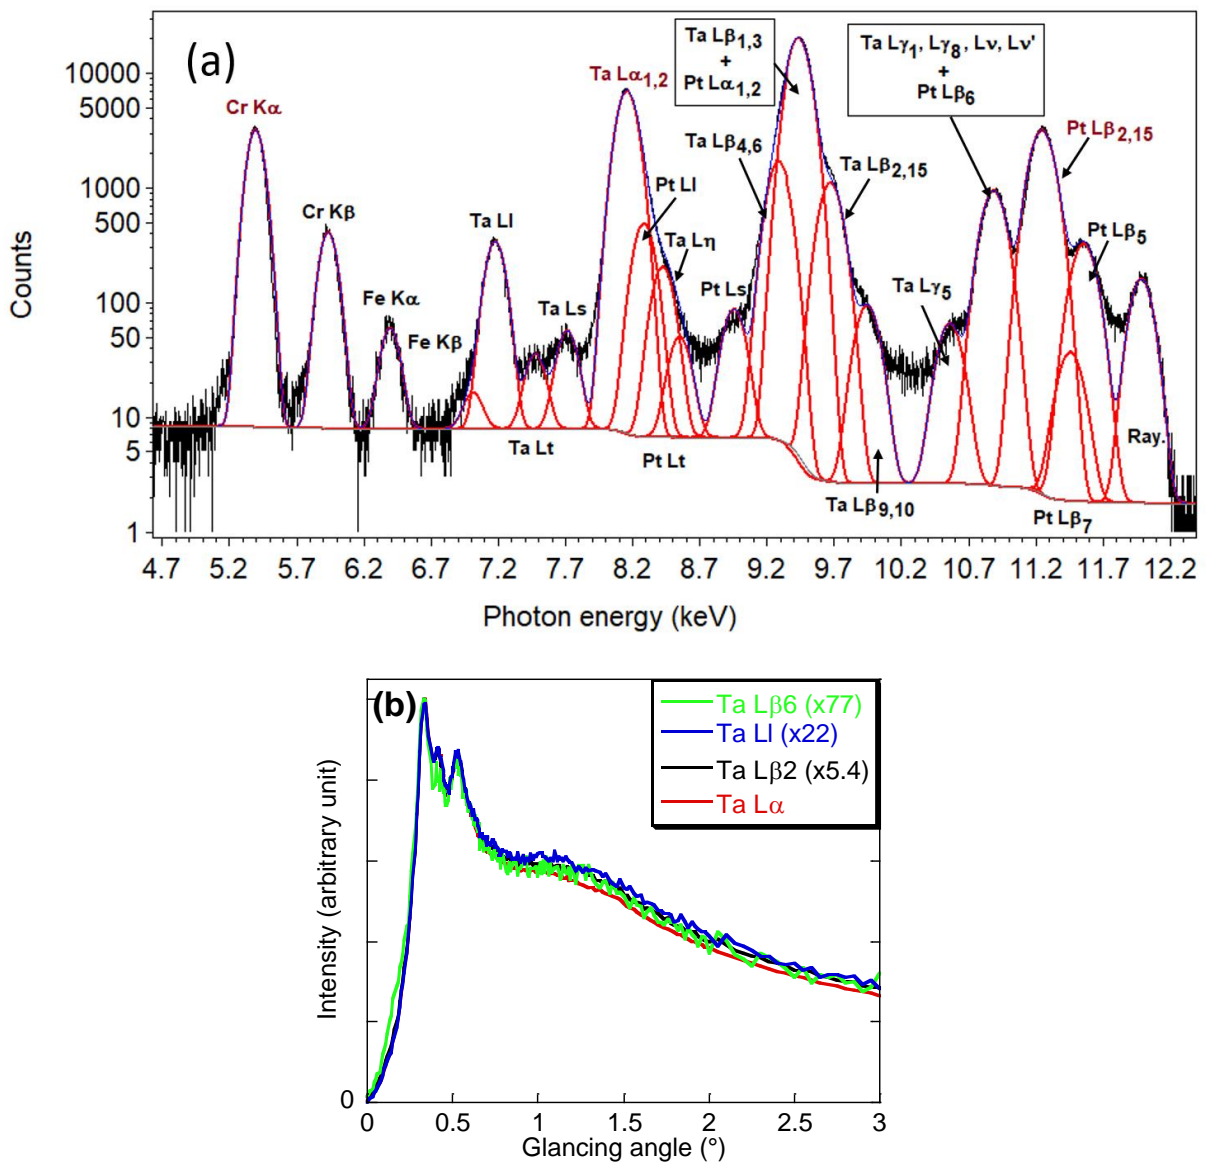 (a)
Counts
10000
5000
1000
500
100
50
10
5
1
Cr Kα
Cr Kβ
Fe Kα
Fe Kβ
Ta Ll
Ta Lt
Ta Ls
Ta Lα1,2
Pt Ll
Ta Lη
Pt Lt
Pt Ls
Ta Lβ4,6
Ta Lβ1,3
+
Pt Lα1,2
Ta Lβ2,15
Ta Lβ9,10
Ta Lγ5
Ta Lγ1, Lγ8, Lν, Lν'
+
Pt Lβ6
Pt Lβ2,15
Pt Lβ5
Pt Lβ7
Ray.
4.7 5.2 5.7 6.2 6.7 7.2 7.7 8.2 8.7 9.2 9.7 10.2 10.7 11.2 11.7 12.2
Photon energy (keV)
(b)
Ta Lβ6 (x77)
Ta Ll (x22)
Ta Lβ2 (x5.4)
Ta Lα
Intensity (arbitrary unit)
0
0 0.5 1 1.5 2 2.5 3
Glancing angle (°)